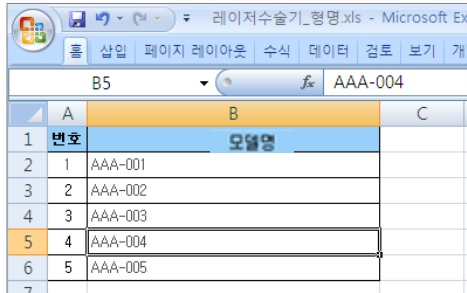 레이저수술기_형명.xls - Microsoft Ex
홈 삽입 페이지 레이아웃 수식 데이터 검토 보기 개
B5 fx AAA-004
A B C
1 번호 모델명
2 1 AAA-001
3 2 AAA-002
4 3 AAA-003
5 4 AAA-004
6 5 AAA-005
7